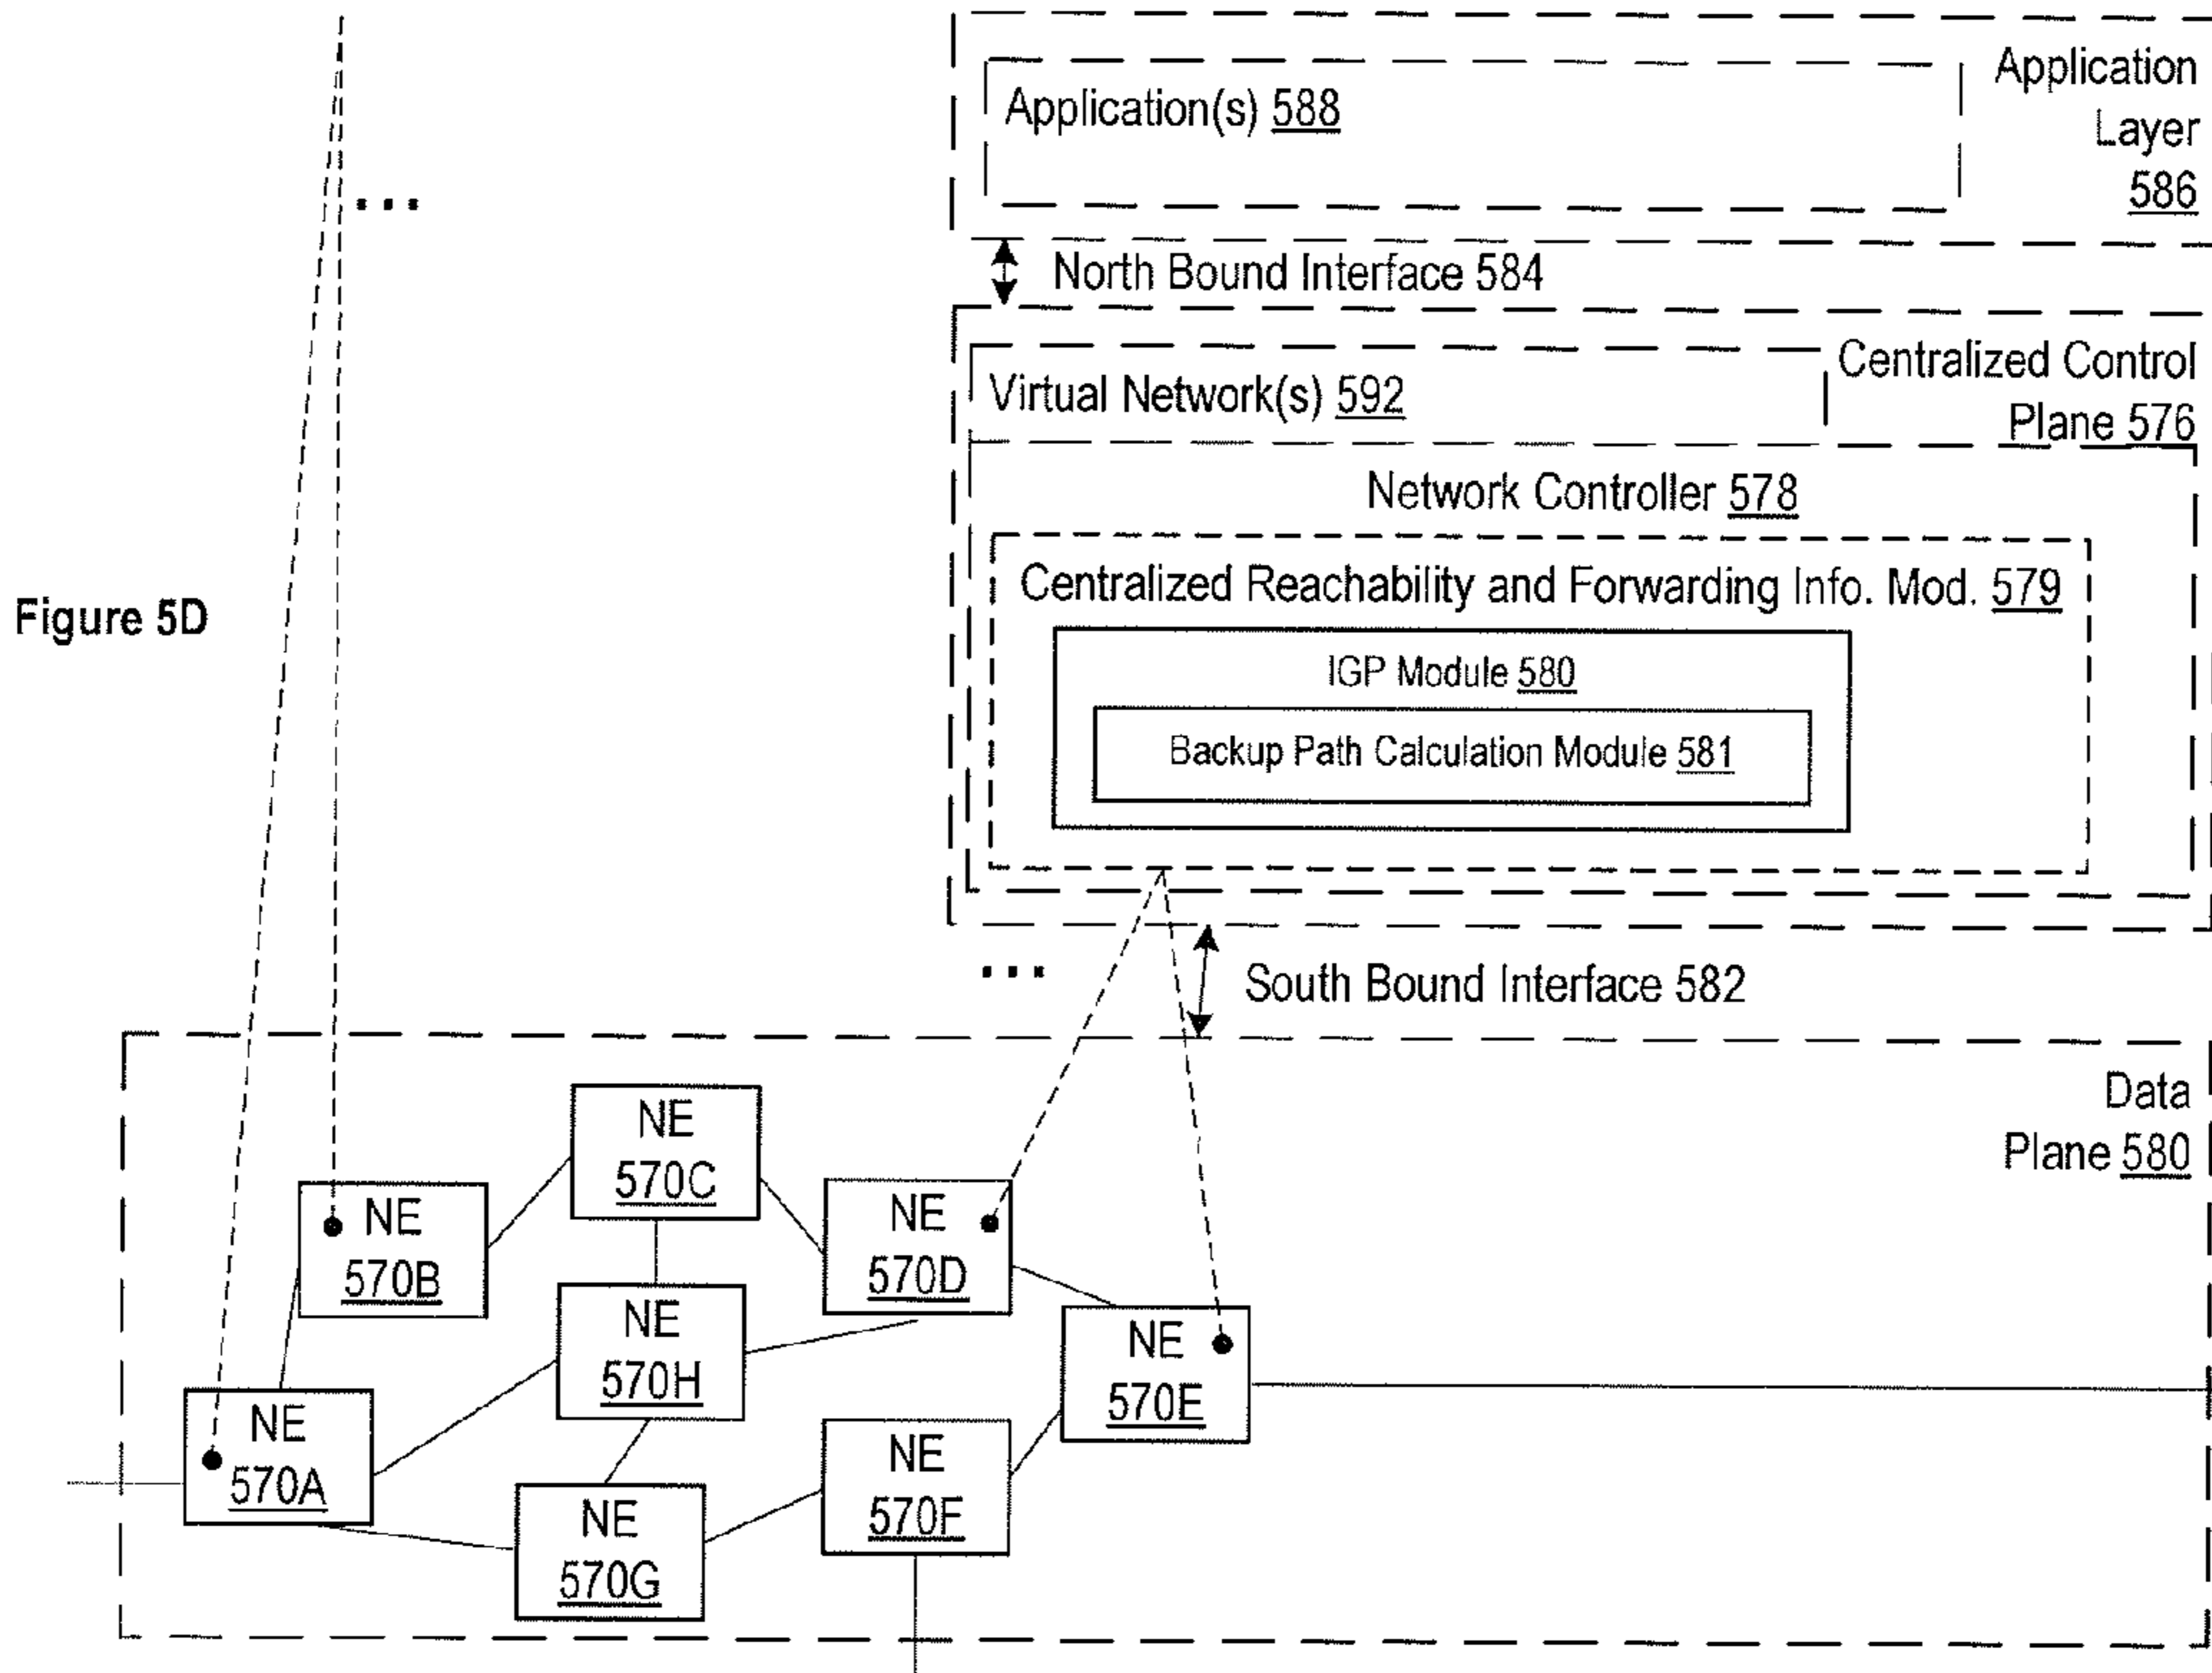 Application
Layer
586
Application(s) 588
North Bound Interface 584
Centralized Control
Plane 576
Virtual Network(s) 592
Network Controller 578
Centralized Reachability and Forwarding Info. Mod. 579
IGP Module 580
Backup Path Calculation Module 581
Figure 5D
South Bound Interface 582
Data
Plane 580
NE
570C
NE
570B
NE
570D
NE
570H
NE
570E
NE
570A
NE
570F
NE
570G